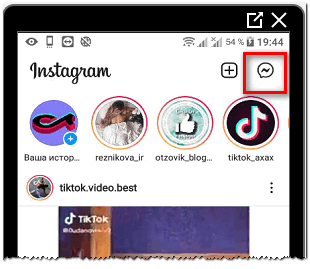 54 % 19:44
Instagram
Ваша истор... reznikova_ir otzovik_blog... tiktok_axax
tiktok.video.best
TikTok